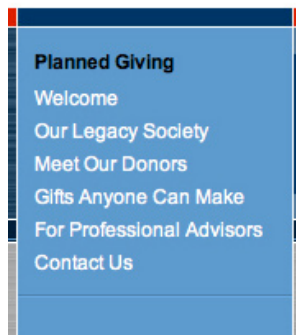 Planned Giving
Welcome
Our Legacy Society
Meet Our Donors
Gifts Anyone Can Make
For Professional Advisors
Contact Us